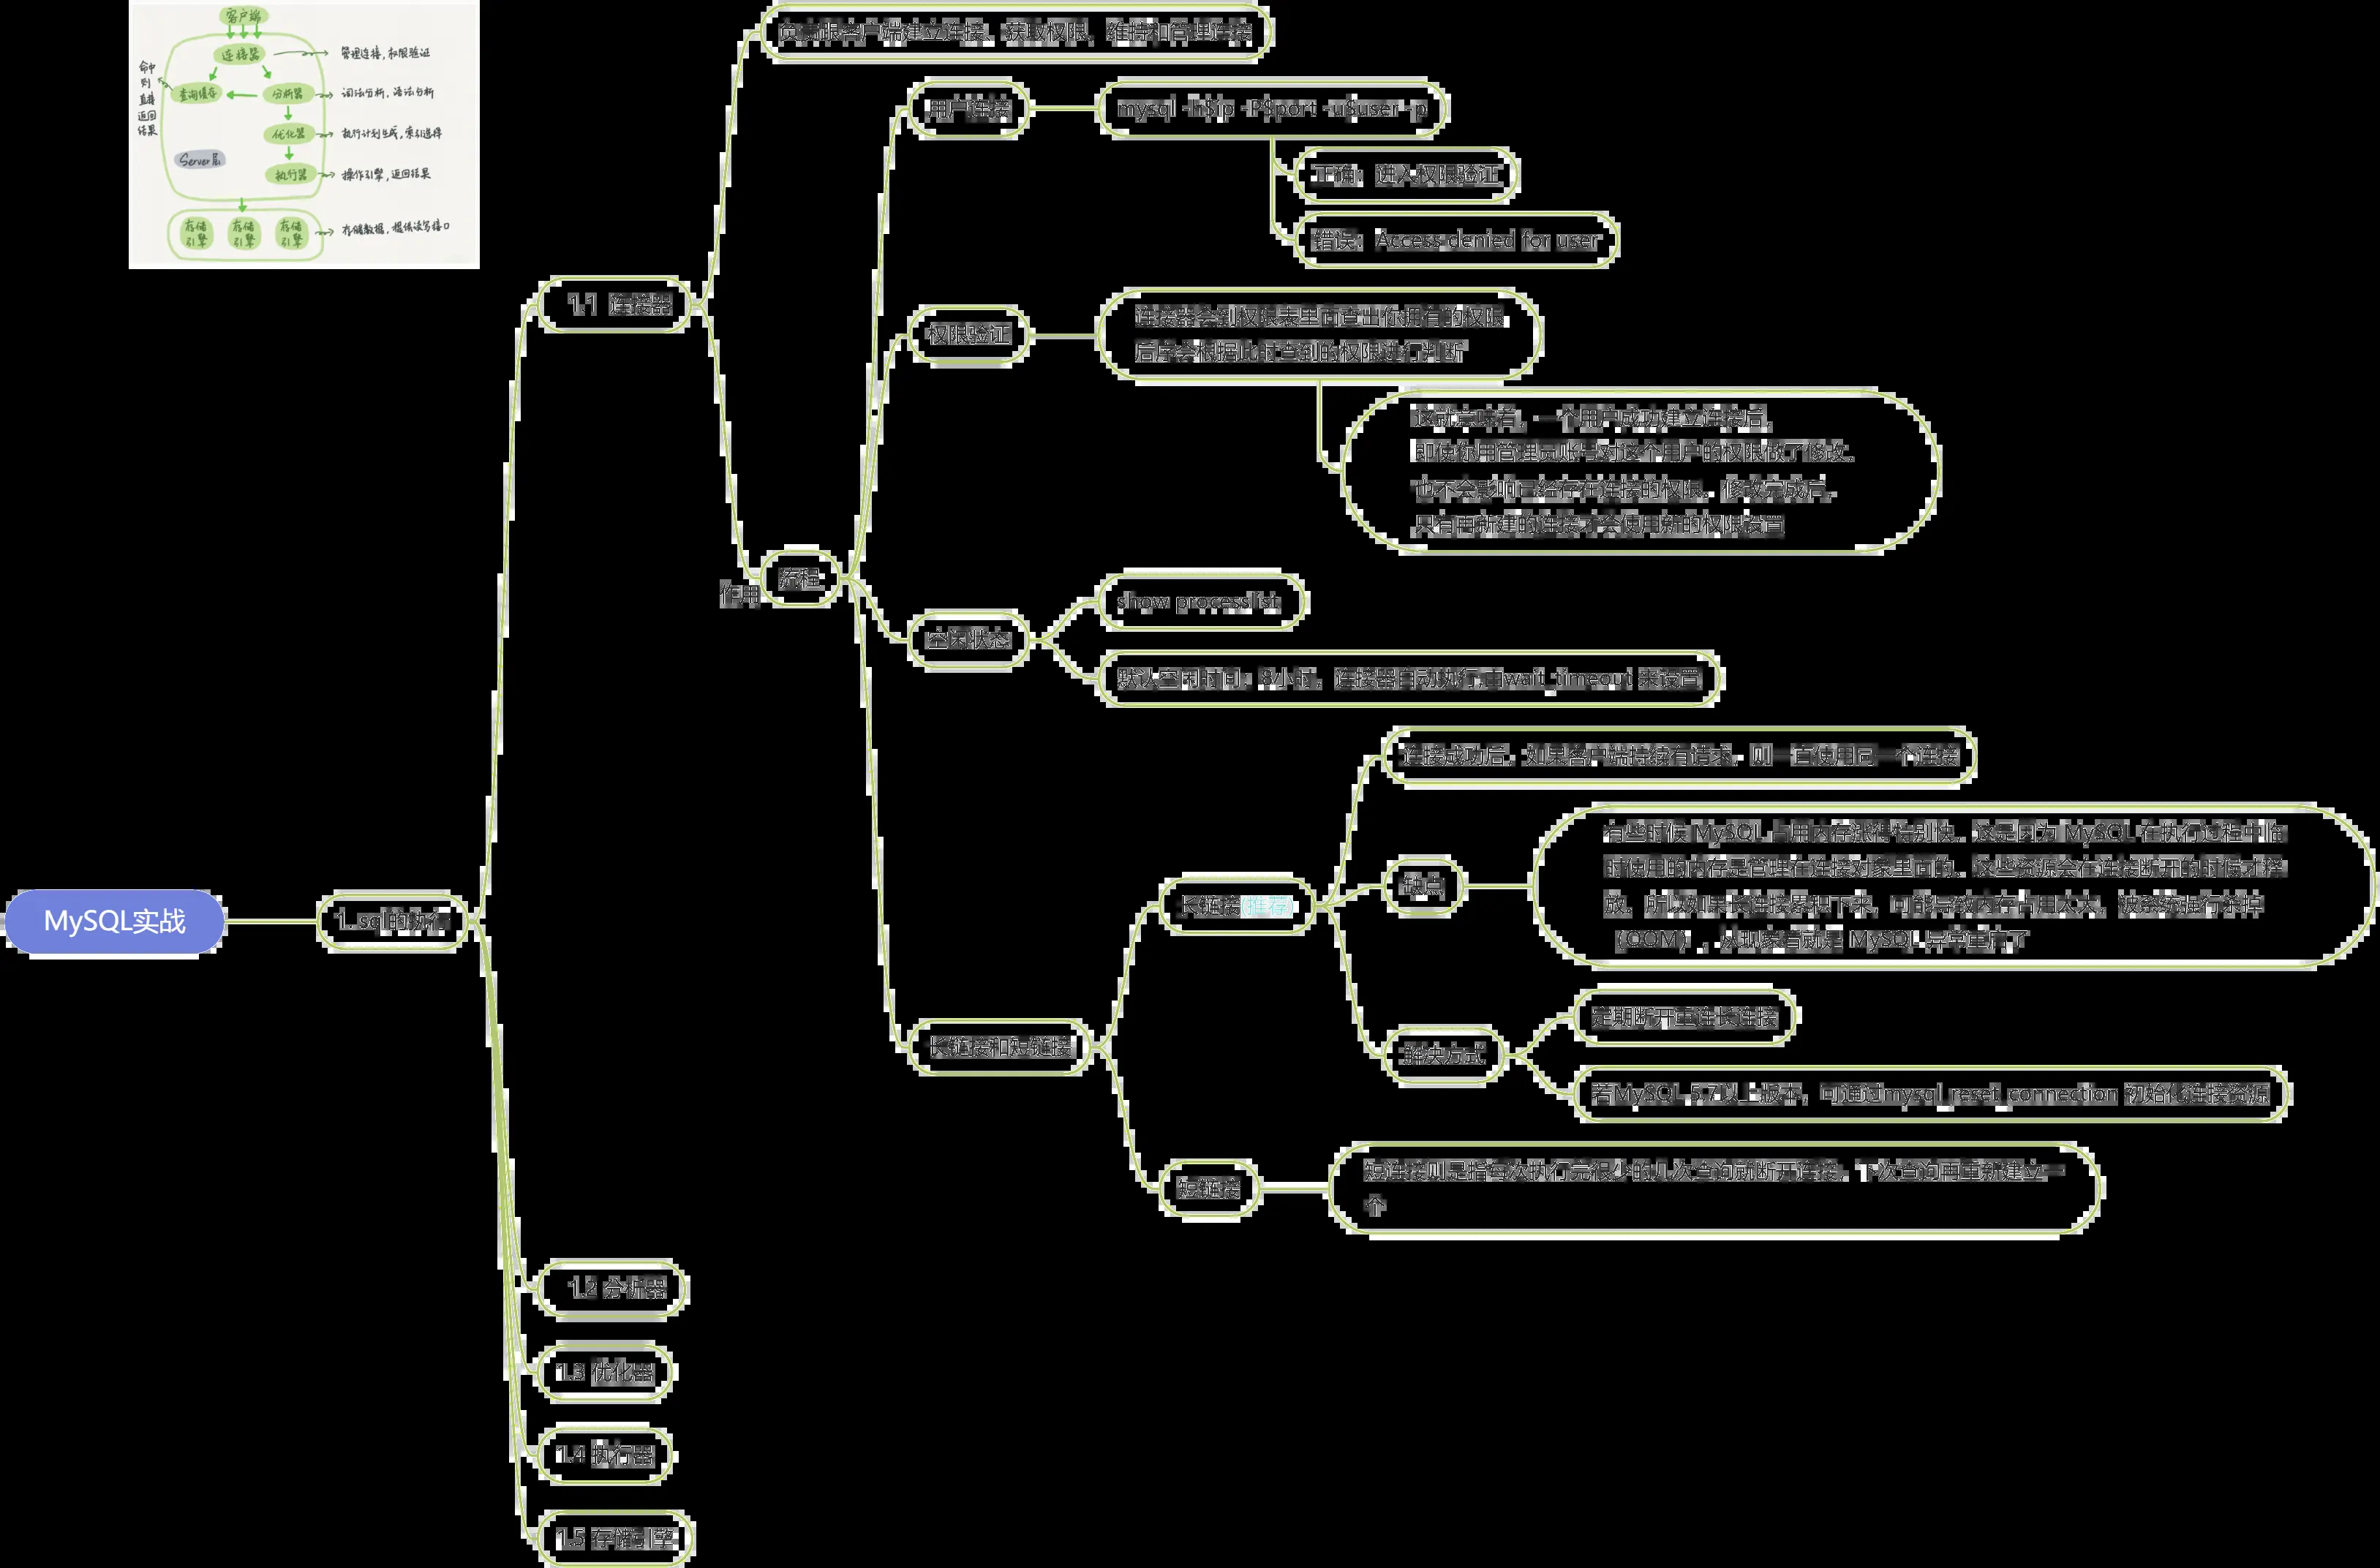 客户端
连接器
管理连接,权限验证
命中
则
直接
返回
结果
查询缓存
分析器
词法分析,语法分析
优化器
执行计划生成,索引选择
Server层
执行器
操作引擎,返回结果
存储
引擎
存储
引擎
存储
引擎
存储数据,提供读写接口
MySQL实战
1. sql的执行
1.1 连接器
作用
负责跟客户端建立连接、获取权限、维持和管理连接
流程
用户连接
mysql -h$ip -P$port -u$user -p
正确：进入权限验证
错误：Access denied for user
权限验证
连接器会到权限表里面查出你拥有的权限
后序会根据此时查到的权限进行判断
这就意味着，一个用户成功建立连接后，
即使你用管理员账号对这个用户的权限做了修改，
也不会影响已经存在连接的权限。修改完成后，
只有再新建的连接才会使用新的权限设置
空闲状态
show processlist
默认空闲时间：8小时，连接器自动执行,由wait_timeout 来设置
长链接和短链接
长链接(推荐)
连接成功后，如果客户端持续有请求，则一直使用同一个连接
缺点
有些时候 MySQL 占用内存涨得特别快，这是因为 MySQL 在执行过程中临
时使用的内存是管理在连接对象里面的。这些资源会在连接断开的时候才释
放。所以如果长连接累积下来，可能导致内存占用太大，被系统强行杀掉
（OOM），从现象看就是 MySQL 异常重启了
解决方式
定期断开重连长连接
若MySQL 5.7以上版本，可通过mysql_reset_connection 初始化连接资源
短链接
短连接则是指每次执行完很少的几次查询就断开连接，下次查询再重新建立一
个
1.2 分析器
1.3 优化器
1.4 执行器
1.5 存储引擎